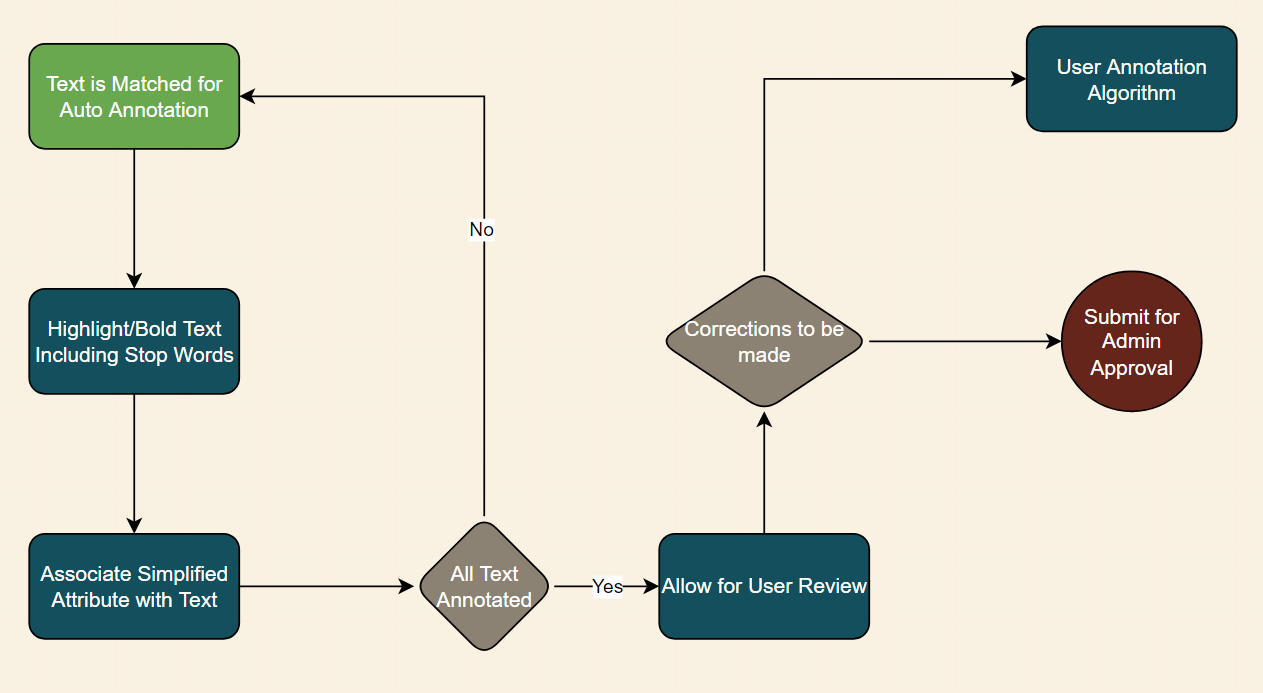 Text is Matched for
Auto Annotation
User Annotation
Algorithm
No
Highlight/Bold Text
Including Stop Words
Corrections to be
made
Submit for
Admin
Approval
Associate Simplified
Attribute with Text
All Text
Annotated
Yes
Allow for User Review